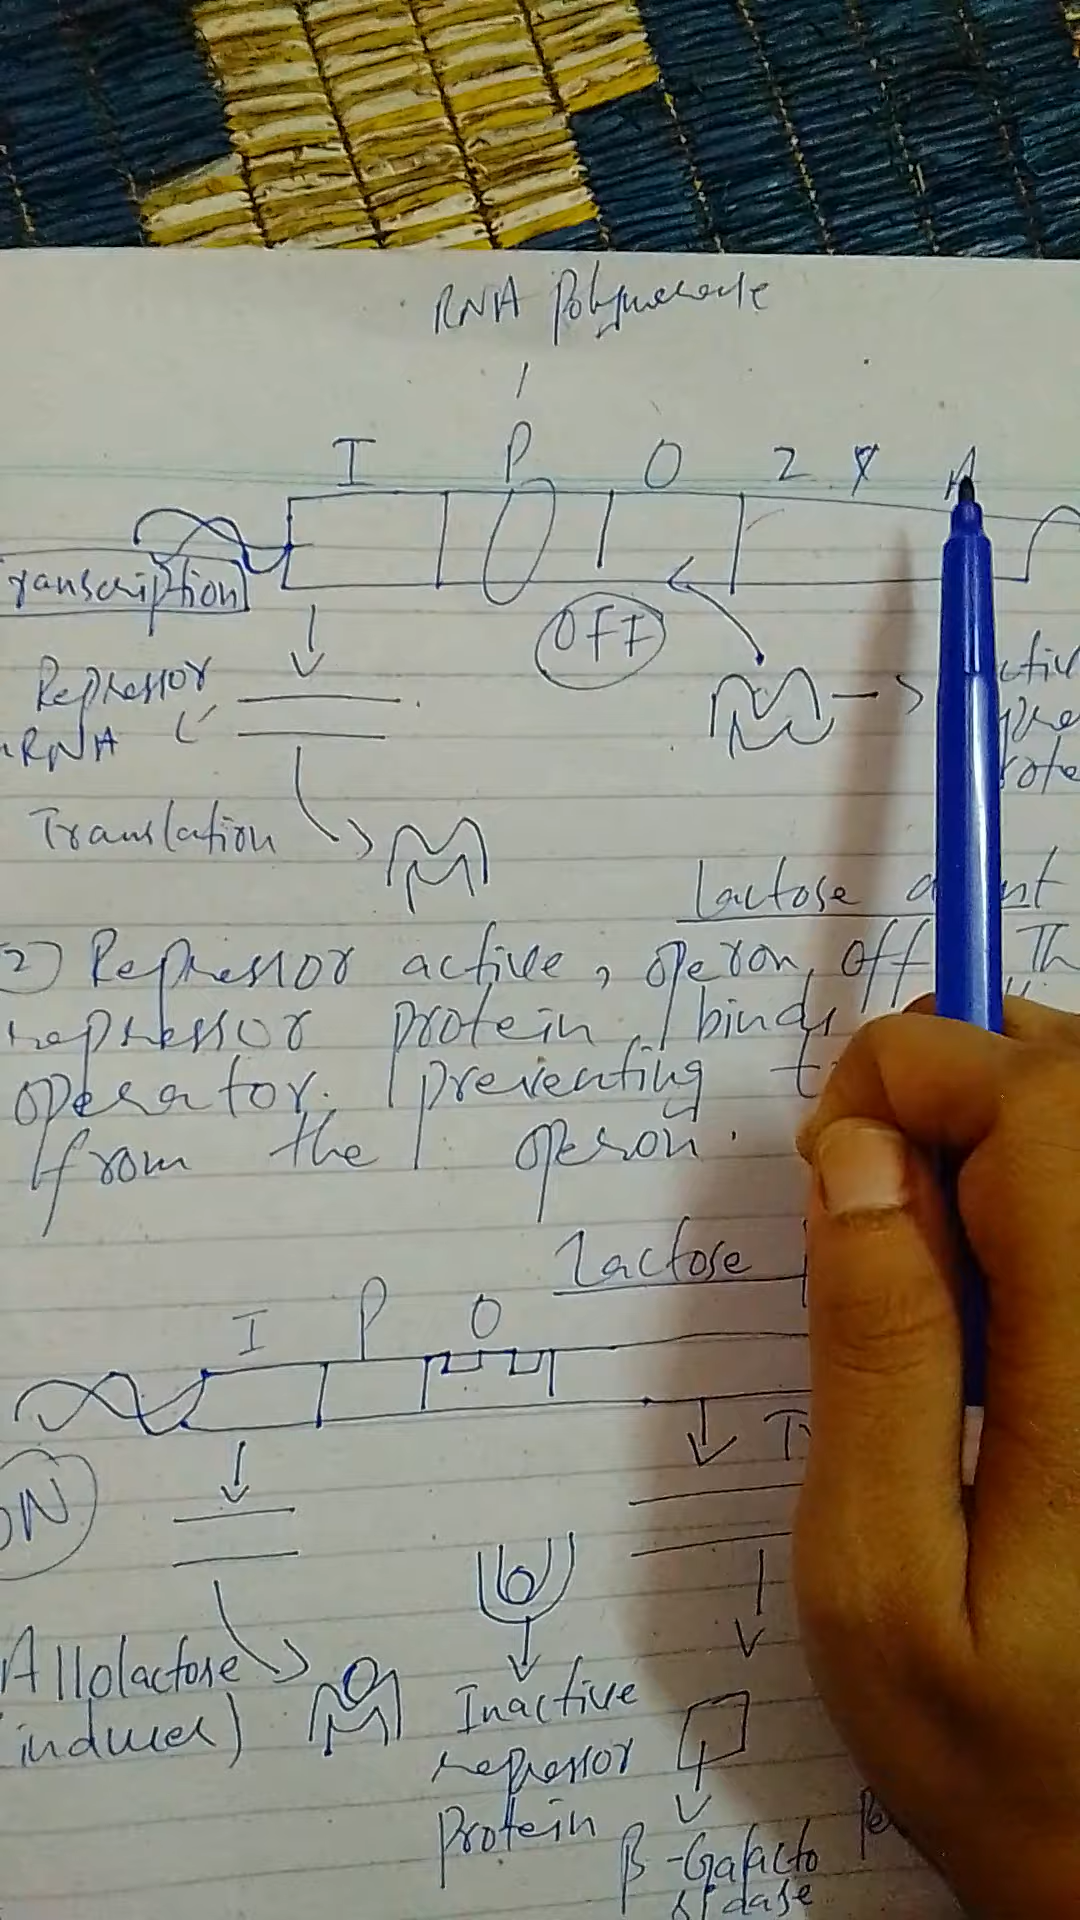 RNA Polymerase
I P O Z Y A
Transcription
OFF
Repressor
mRNA
Translation
Lactose
2) Repressor active, operon off Th
repressor protein binds
operator. preventing
from the operon.
Lactose
I P O
ON
Allolactose
inducer)
Inactive
repressor
Protein
β-Galacto
sidase